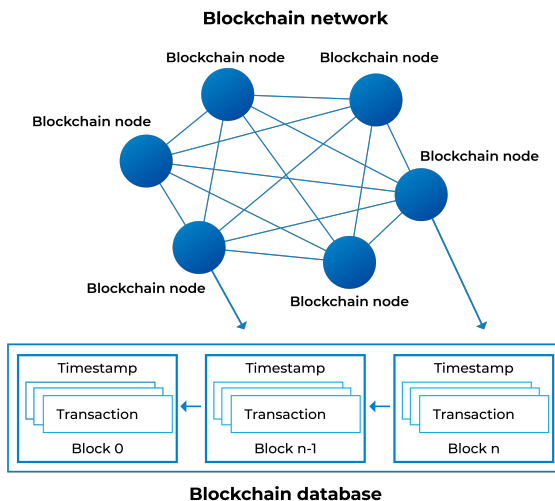 Blockchain network
Blockchain node
Blockchain node
Blockchain node
Blockchain node
Blockchain node
Blockchain node
Timestamp
Transaction
Block 0
Timestamp
Transaction
Block n-1
Timestamp
Transaction
Block n
Blockchain database